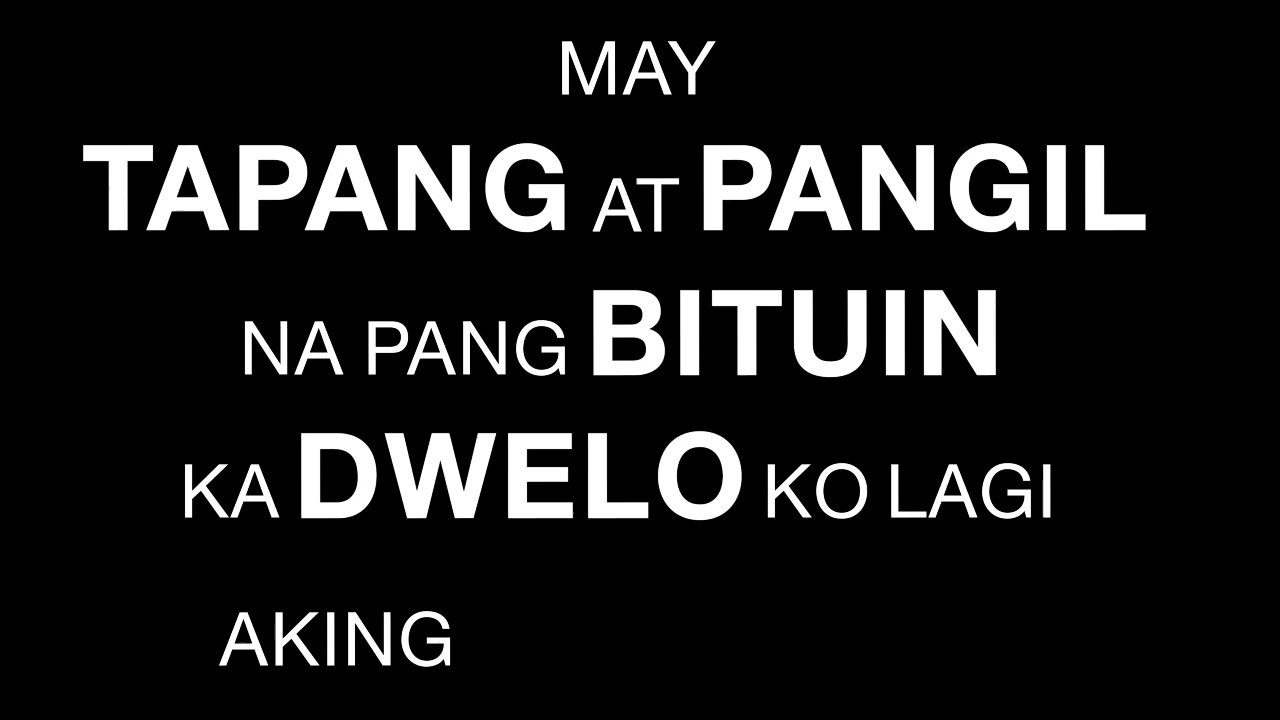 MAY
TAPANG AT PANGIL
NA PANG BITUIN
KA DWELO KO LAGI
AKING